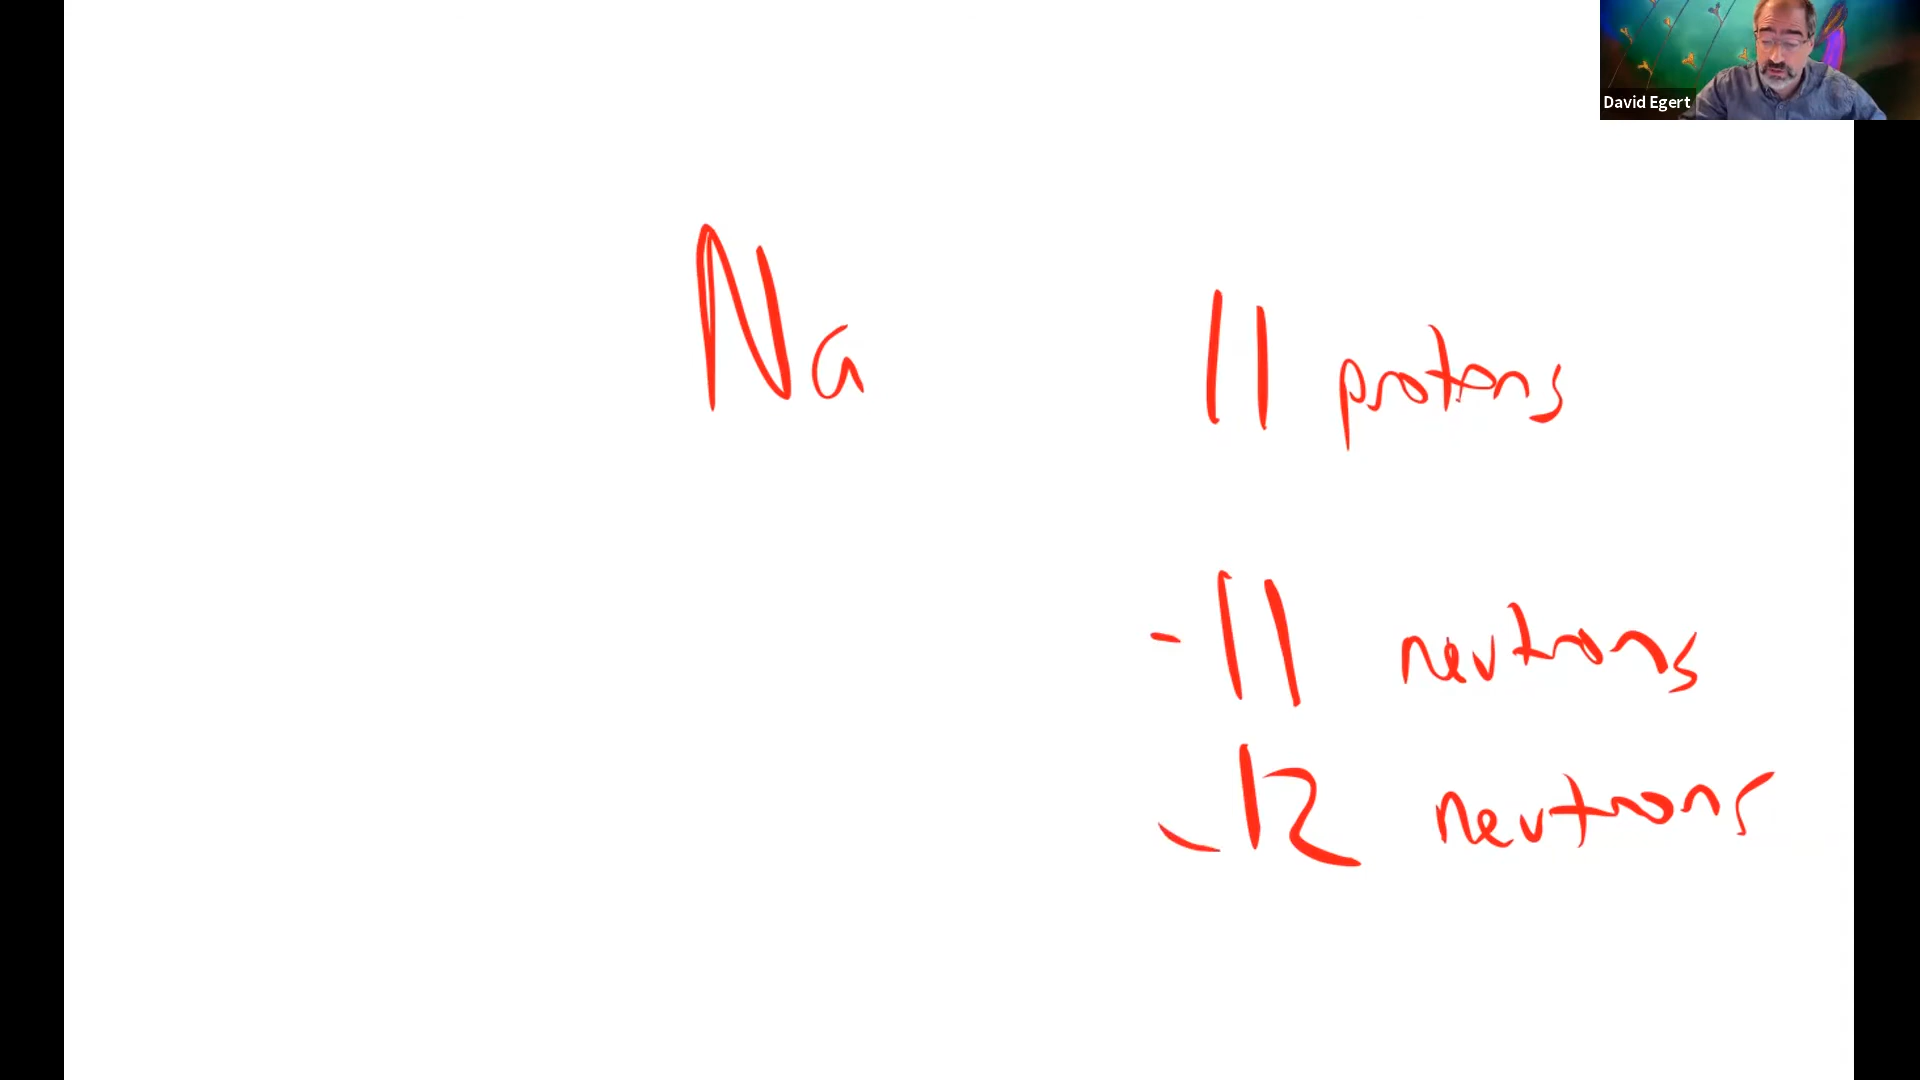 David Egert
Na
11 protons
- 11 neutrons
- 12 neutrons